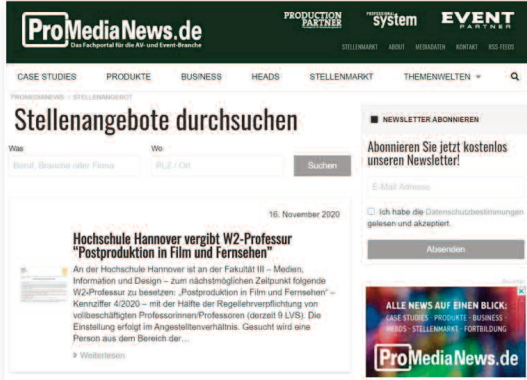 ProMediaNews.de
Das Fachportal für die AV- und Event-Branche
PRODUCTION PARTNER
PROFESSIONAL system
EVENT PARTNER
STELLENMARKT ABOUT MEDIADATEN KONTAKT RSS-FEEDS
CASE STUDIES PRODUKTE BUSINESS HEADS STELLENMARKT THEMENWELTEN
PROMEDIANEWS / STELLENANGEBOT
Stellenangebote durchsuchen
Was
Wo
Beruf, Branche oder Firma
PLZ / Ort
Suchen
16. November 2020
Hochschule Hannover vergibt W2-Professur
"Postproduktion in Film und Fernsehen"
An der Hochschule Hannover ist an der Fakultät III – Medien,
Information und Design – zum nächstmöglichen Zeitpunkt folgende
W2-Professur zu besetzen: „Postproduktion in Film und Fernsehen" –
Kennziffer 4/2020 – mit der Hälfte der Regellehrverpflichtung von
vollbeschäftigten Professorinnen/Professoren (derzeit 9 LVS). Die
Einstellung erfolgt im Angestelltenverhältnis. Gesucht wird eine
Person aus dem Bereich der…
Weiterlesen
NEWSLETTER ABONNIEREN
Abonnieren Sie jetzt kostenlos
unseren Newsletter!
E-Mail Adresse
Ich habe die Datenschutzbestimmungen
gelesen und akzeptiert.
Absenden
Anzeige
ALLE NEWS AUF EINEN BLICK:
CASE STUDIES · PRODUKTE · BUSINESS ·
HEADS · STELLENMARKT · FORTBILDUNG
ProMediaNews.de